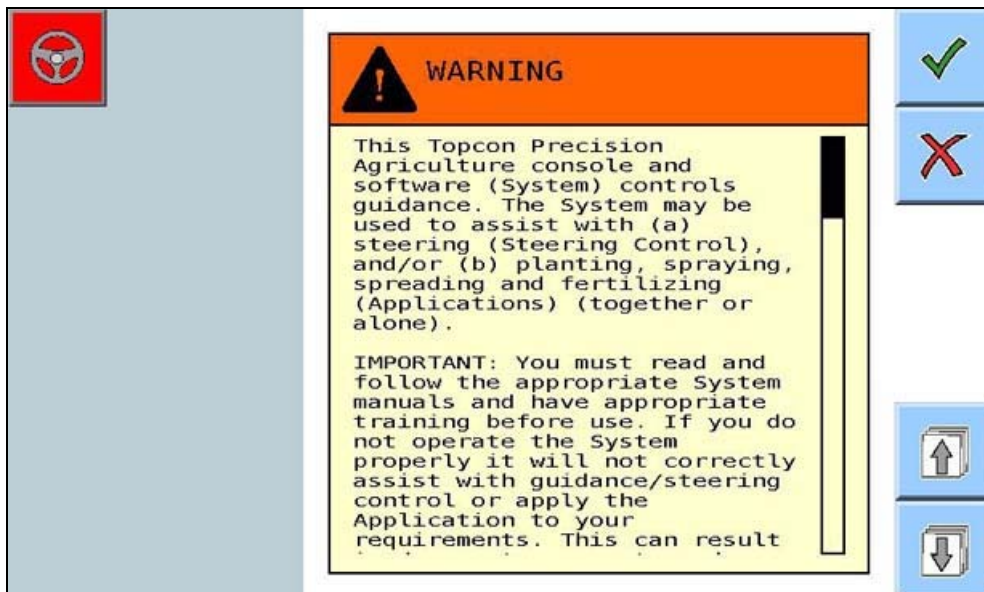 WARNING
This Topcon Precision
Agriculture console and
software (System) controls
guidance. The System may be
used to assist with (a)
steering (Steering Control),
and/or (b) planting, spraying,
spreading and fertilizing
(Applications) (together or
alone).
IMPORTANT: You must read and
follow the appropriate System
manuals and have appropriate
training before use. If you do
not operate the System
properly it will not correctly
assist with guidance/steering
control or apply the
Application to your
requirements. This can result